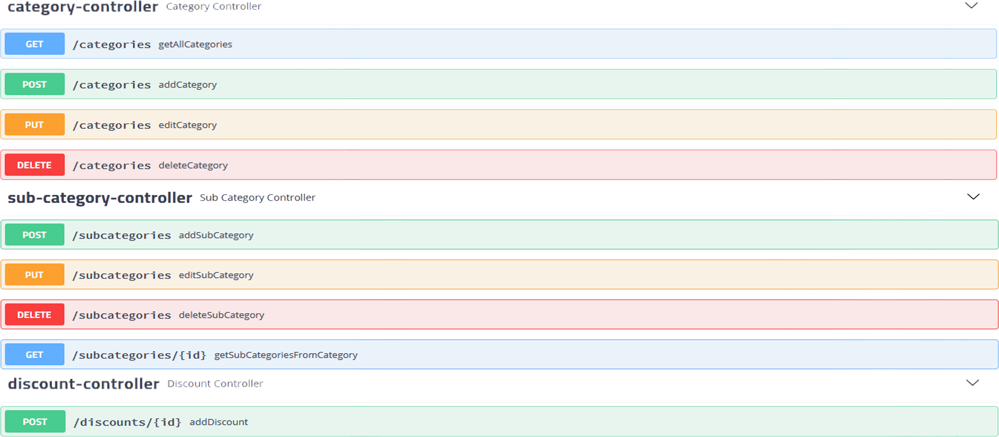 category-controller Category Controller
GET /categories getAllCategories
POST /categories addCategory
PUT /categories editCategory
DELETE /categories deleteCategory
sub-category-controller Sub Category Controller
POST /subcategories addSubCategory
PUT /subcategories editSubCategory
DELETE /subcategories deleteSubCategory
GET /subcategories/{id} getSubCategoriesFromCategory
discount-controller Discount Controller
POST /discounts/{id} addDiscount